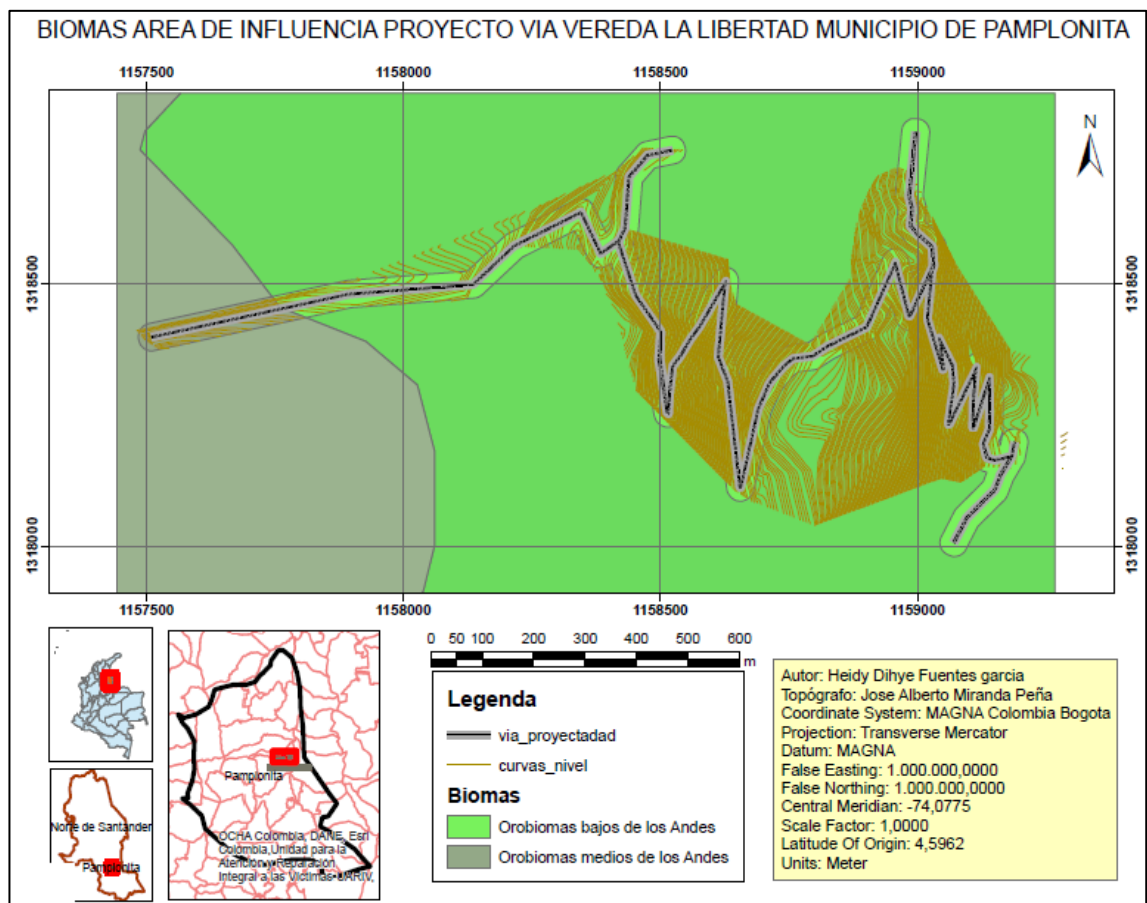 BIOMAS AREA DE INFLUENCIA PROYECTO VIA VEREDA LA LIBERTAD MUNICIPIO DE PAMPLONITA
1157500 1158000 1158500 1159000
N
1318500 1318500
1318000 1318000
1157500 1158000 1158500 1159000
0 50 100 200 300 400 500 600
m
Norte de Santander
Pamplonita
Pamplonita
OCHA Colombia, DANE, Esri
Colombia,Unidad para la
Atención y Reparación
Integral a las Víctimas UARIV,
Legenda
via_proyectadad
curvas_nivel
Biomas
Orobiomas bajos de los Andes
Orobiomas medios de los Andes
Autor: Heidy Dihye Fuentes garcia
Topógrafo: Jose Alberto Miranda Peña
Coordinate System: MAGNA Colombia Bogota
Projection: Transverse Mercator
Datum: MAGNA
False Easting: 1.000.000,0000
False Northing: 1.000.000,0000
Central Meridian: -74,0775
Scale Factor: 1,0000
Latitude Of Origin: 4,5962
Units: Meter